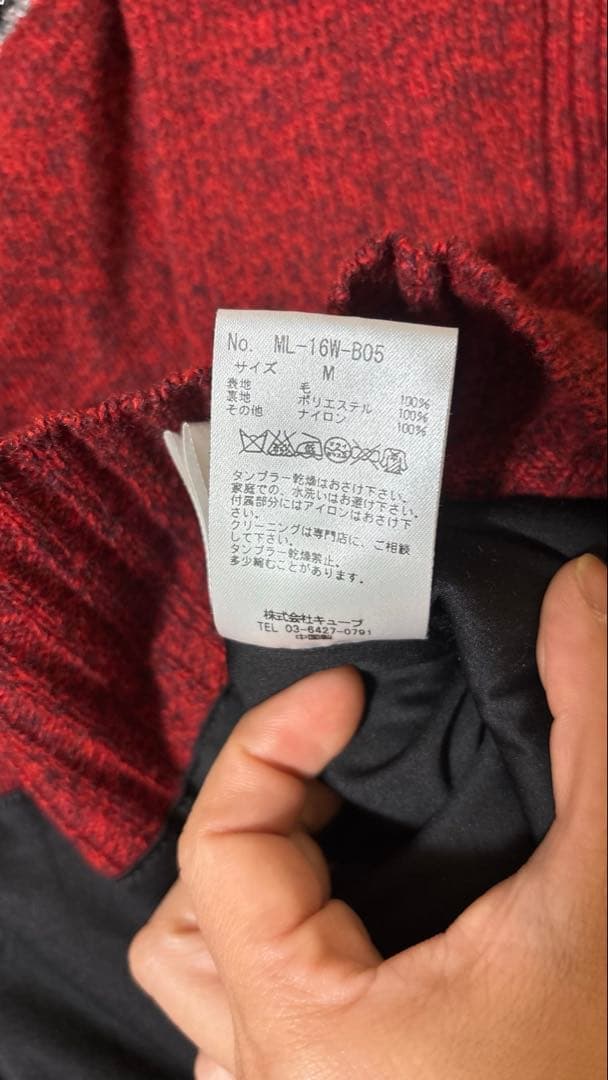 No. ML-16W-B05
サイズ M
表地 毛 100%
裏地 ポリエステル 100%
その他 ナイロン 100%
タンブラー乾燥はおさけ下さい。
家庭での、水洗いはお避け下さい。
付属部分にはアイロンはおさけ下
さい。
クリーニングは専門店に、ご相談
して下さい。
タンブラー乾燥禁止。
多少縮むことがあります。
株式会社キューブ
TEL 03-6427-0791
中国製